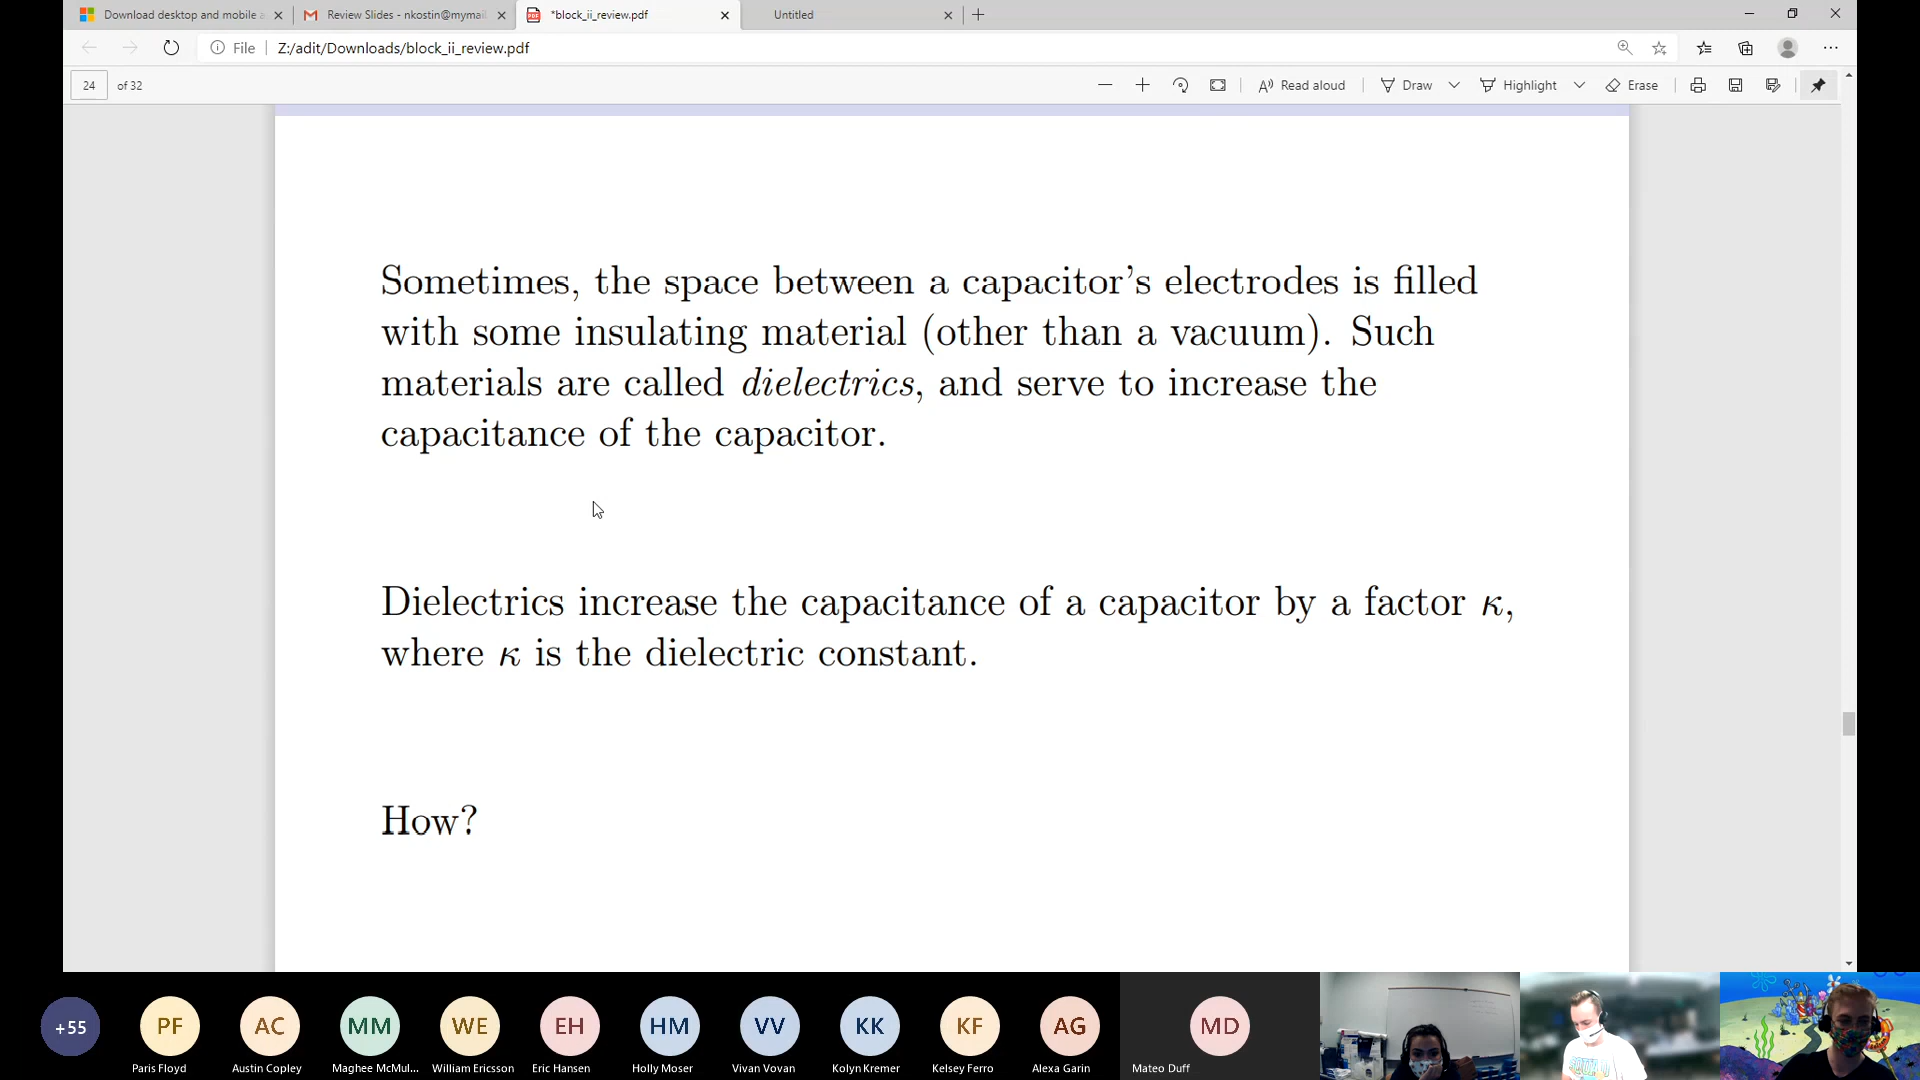 Download desktop and mobile a
Review Slides - nkostin@mymai
*block_ii_review.pdf
Untitled
File
Z:/adit/Downloads/block_ii_review.pdf
24 of 32
Read aloud
Draw
Highlight
Erase
Sometimes, the space between a capacitor's electrodes is filled
with some insulating material (other than a vacuum). Such
materials are called dielectrics, and serve to increase the
capacitance of the capacitor.
Dielectrics increase the capacitance of a capacitor by a factor κ,
where κ is the dielectric constant.
How?
+55
PF
AC
MM
WE
EH
HM
VV
KK
KF
AG
MD
Paris Floyd
Austin Copley
Maghee McMul...
William Ericsson
Eric Hansen
Holly Moser
Vivan Vovan
Kolyn Kremer
Kelsey Ferro
Alexa Garin
Mateo Duff